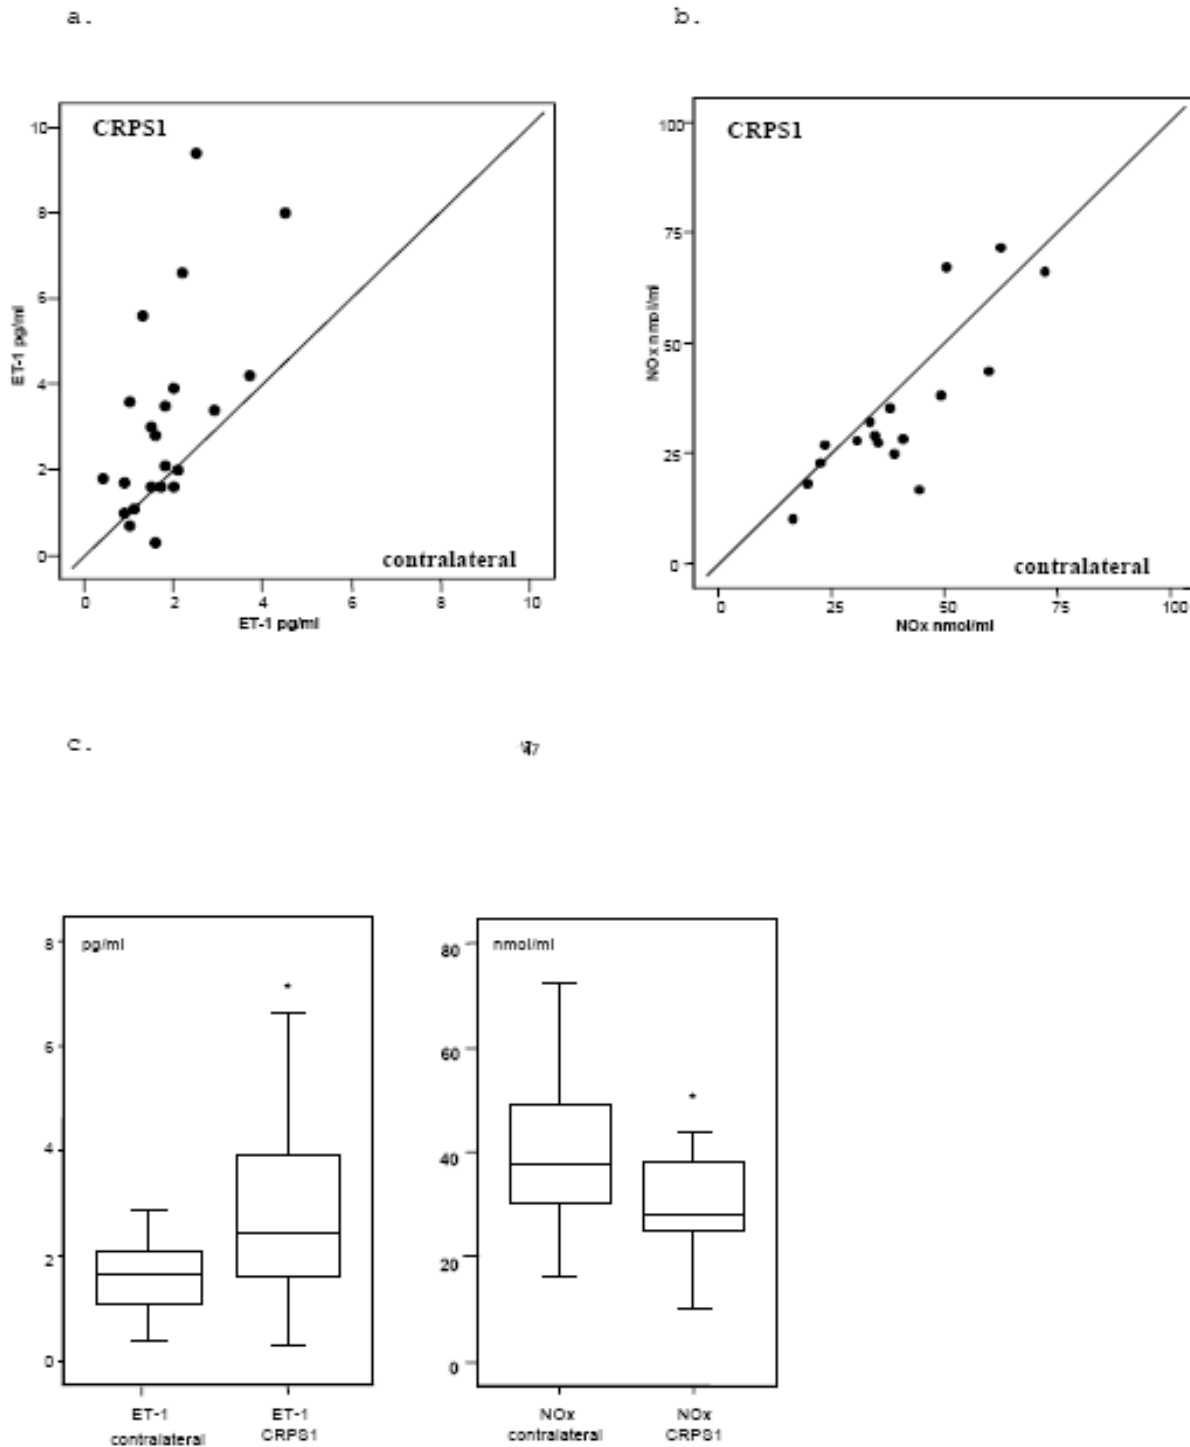 a.
b.
CRPS1
10
8
6
4
2
0
ET-1 pg/ml
contralateral
0 2 4 6 8 10
ET-1 pg/ml
CRPS1
100
75
50
25
0
NOx nmol/ml
contralateral
0 25 50 75 100
NOx nmol/ml
c.
8
6
4
2
0
pg/ml
*
ET-1
contralateral
ET-1
CRPS1
80
60
40
20
0
nmol/ml
*
NOx
contralateral
NOx
CRPS1